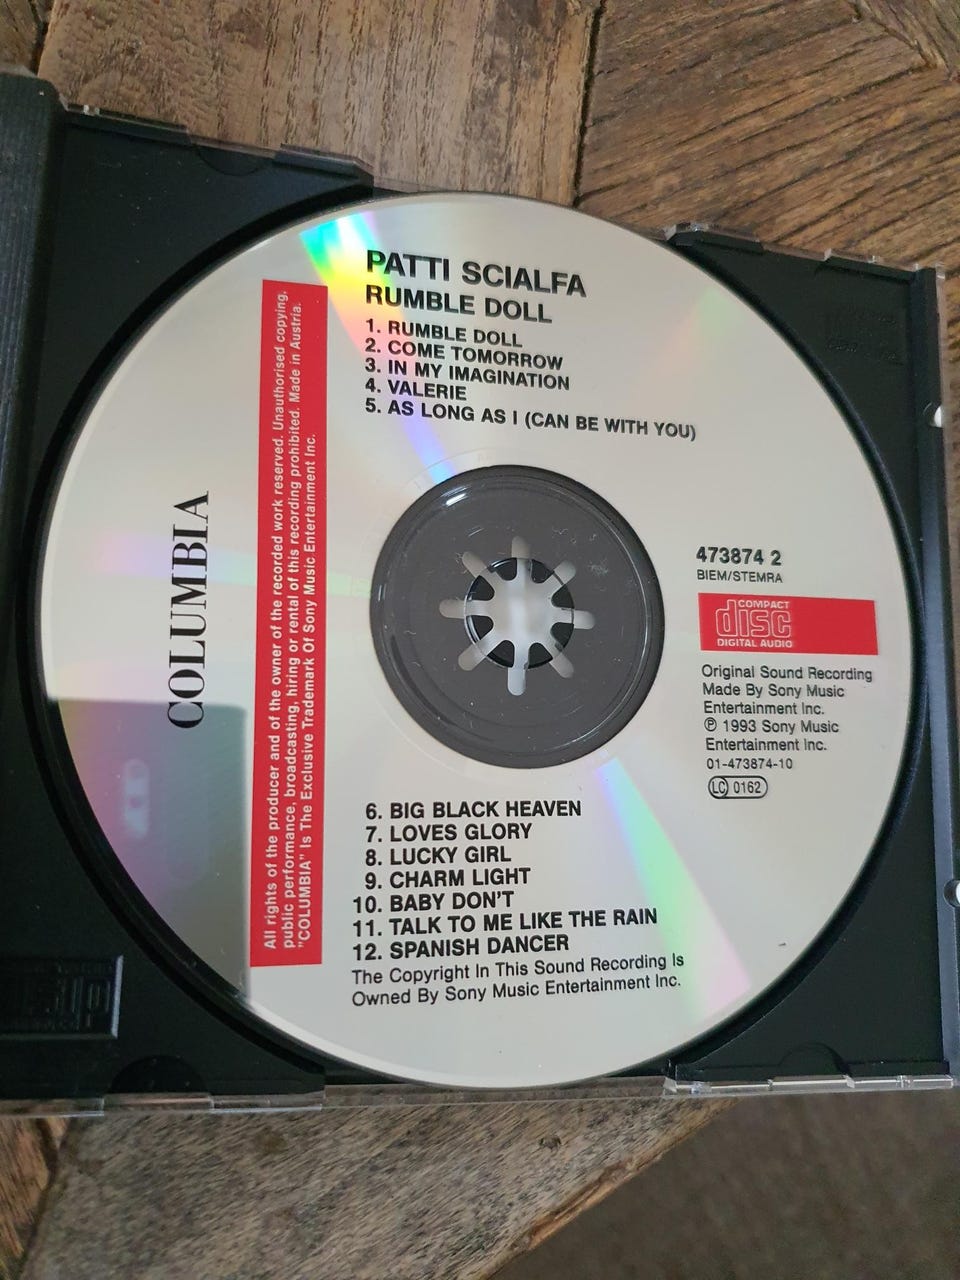 PATTI SCIALFA
RUMBLE DOLL
1. RUMBLE DOLL
2. COME TOMORROW
3. IN MY IMAGINATION
4. VALERIE
5. AS LONG AS I (CAN BE WITH YOU)
COLUMBIA
All rights of the producer and of the owner of the recorded work reserved. Unauthorised copying,
public performance, broadcasting, hiring or rental of this recording prohibited. Made in Austria.
"COLUMBIA" Is The Exclusive Trademark Of Sony Music Entertainment Inc.
473874 2
BIEM/STEMRA
COMPACT
disc
DIGITAL AUDIO
Original Sound Recording
Made By Sony Music
Entertainment Inc.
℗ 1993 Sony Music
Entertainment Inc.
01-473874-10
LC 0162
6. BIG BLACK HEAVEN
7. LOVES GLORY
8. LUCKY GIRL
9. CHARM LIGHT
10. BABY DON'T
11. TALK TO ME LIKE THE RAIN
12. SPANISH DANCER
The Copyright In This Sound Recording Is
Owned By Sony Music Entertainment Inc.